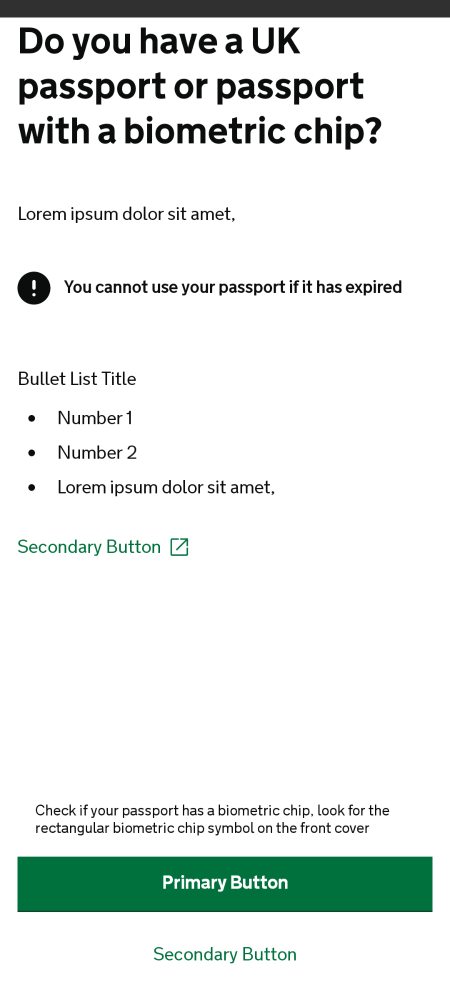 Do you have a UK
passport or passport
with a biometric chip?
Lorem ipsum dolor sit amet,
You cannot use your passport if it has expired
Bullet List Title
• Number 1
• Number 2
• Lorem ipsum dolor sit amet,
Secondary Button
Check if your passport has a biometric chip, look for the
rectangular biometric chip symbol on the front cover
Primary Button
Secondary Button